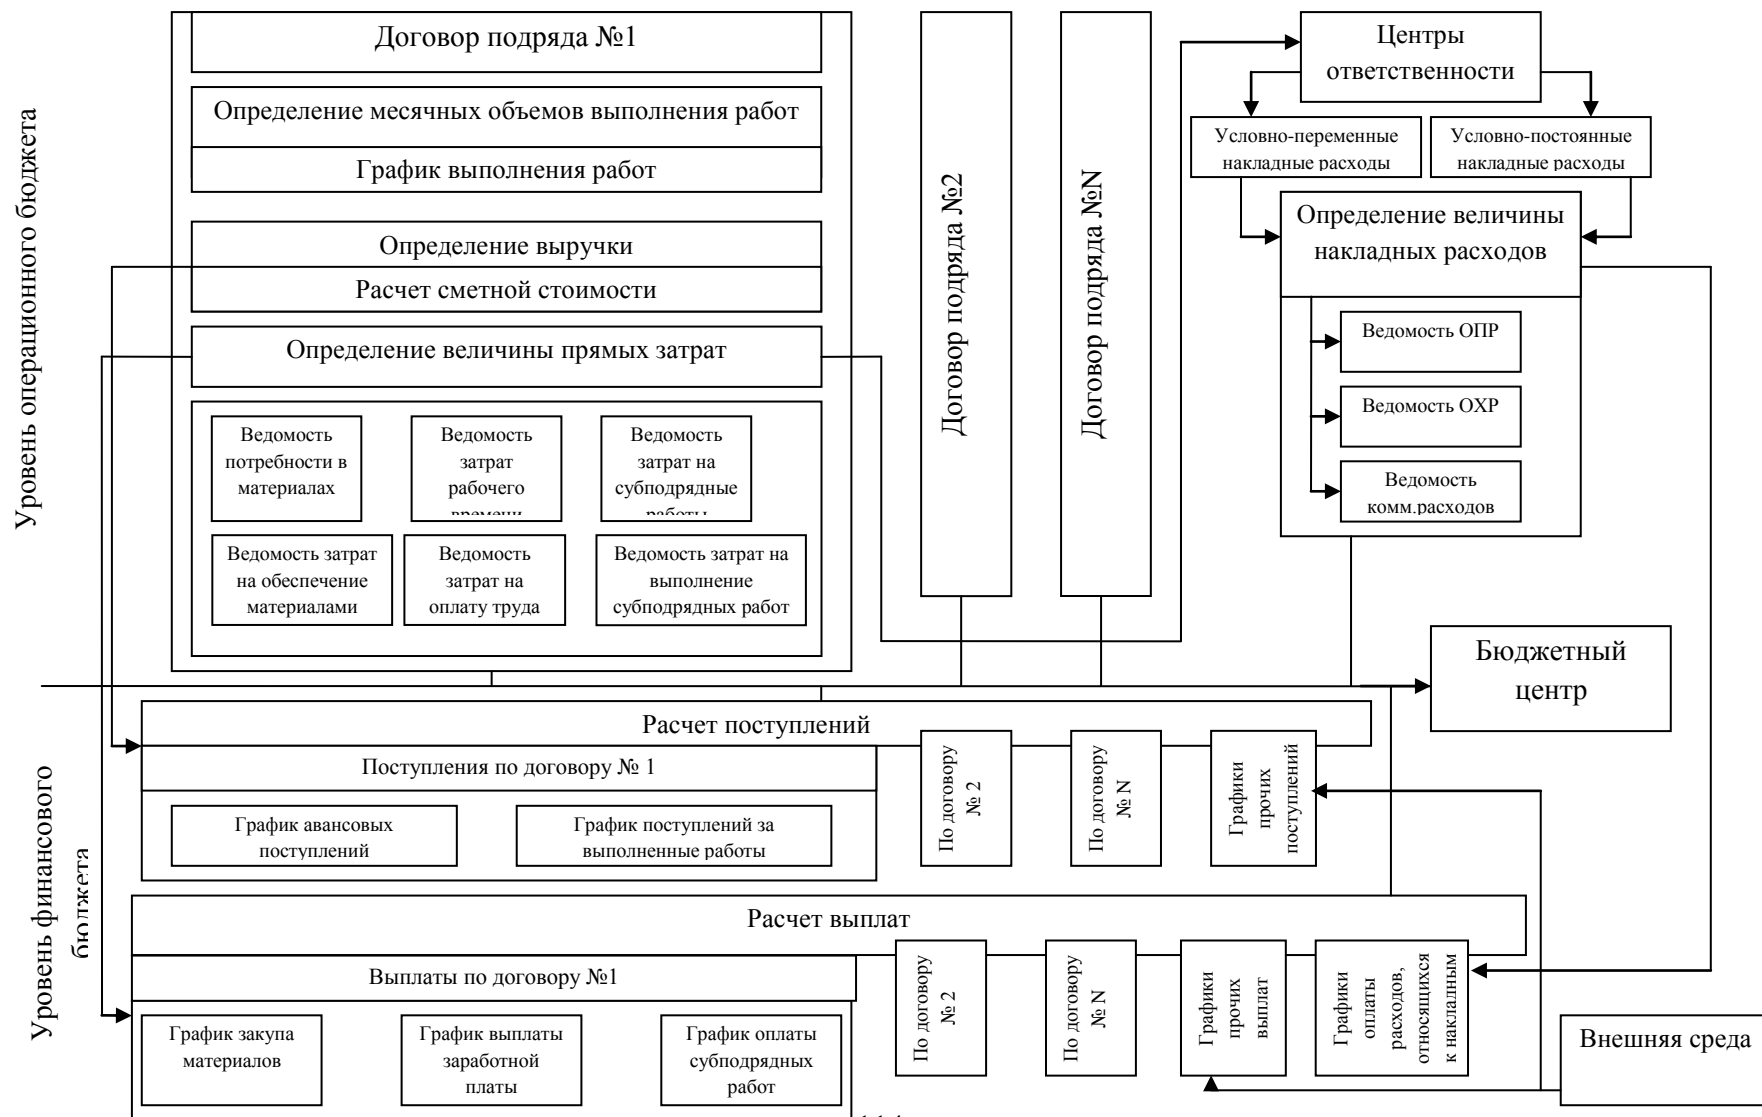 Уровень операционного бюджета
Договор подряда №1
Определение месячных объемов выполнения работ
График выполнения работ
Определение выручки
Расчет сметной стоимости
Определение величины прямых затрат
Ведомость
потребности в
материалах
Ведомость
затрат
рабочего
времени
Ведомость
затрат на
субподрядные
работы
Ведомость затрат
на обеспечение
материалами
Ведомость
затрат на
оплату труда
Ведомость затрат на
выполнение
субподрядных работ
Договор подряда №2
Договор подряда №N
Центры
ответственности
Условно-переменные
накладные расходы
Условно-постоянные
накладные расходы
Определение величины
накладных расходов
Ведомость ОПР
Ведомость ОХР
Ведомость
комм.расходов
Бюджетный
центр
Уровень финансового
бюджета
Расчет поступлений
Поступления по договору № 1
График авансовых
поступлений
График поступлений за
выполненные работы
По договору
№ 2
По договору
№ N
Графики
прочих
поступлений
Расчет выплат
Выплаты по договору №1
График закупа
материалов
График выплаты
заработной
платы
График оплаты
субподрядных
работ
По договору
№ 2
По договору
№ N
Графики
прочих
выплат
Графики
оплаты
расходов,
относящихся
к накладным
Внешняя среда